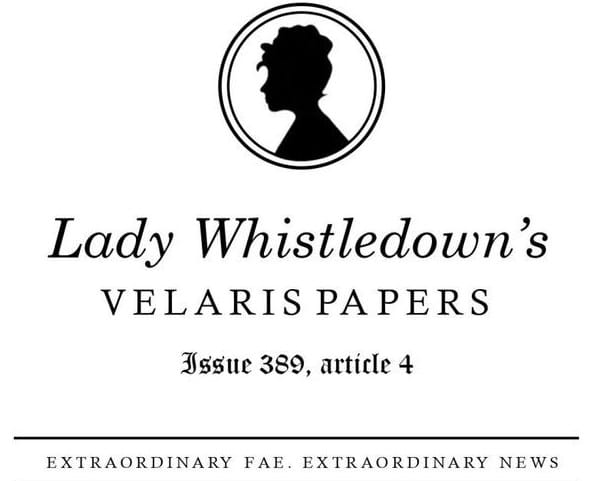 Lady Whistledown's
VELARIS PAPERS
Issue 389, article 4
EXTRAORDINARY FAE. EXTRAORDINARY NEWS